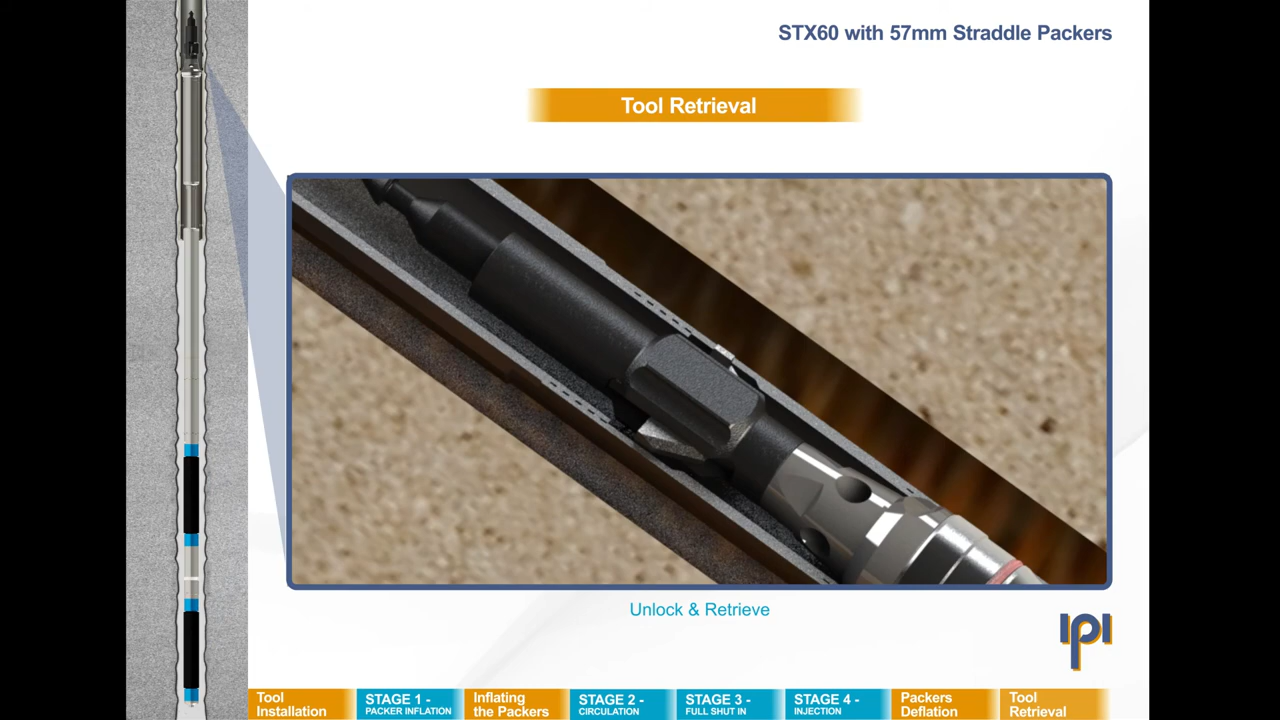 STX60 with 57mm Straddle Packers
Tool Retrieval
Unlock & Retrieve
IPI
Tool
Installation
STAGE 1 -
PACKER INFLATION
Inflating
the Packers
STAGE 2 -
CIRCULATION
STAGE 3 -
FULL SHUT IN
STAGE 4 -
INJECTION
Packers
Deflation
Tool
Retrieval